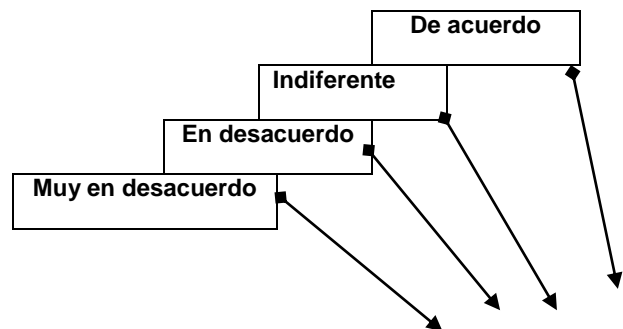 De acuerdo
Indiferente
En desacuerdo
Muy en desacuerdo